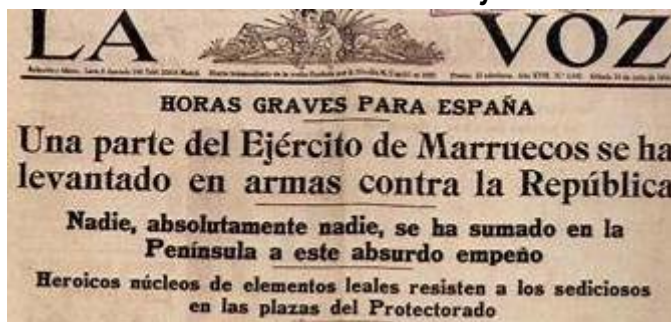 LA VOZ
HORAS GRAVES PARA ESPAÑA
Una parte del Ejército de Marruecos se ha
levantado en armas contra la República
Nadie, absolutamente nadie, se ha sumado en la
Península a este absurdo empeño
Heroicos núcleos de elementos leales resisten a los sediciosos
en las plazas del Protectorado